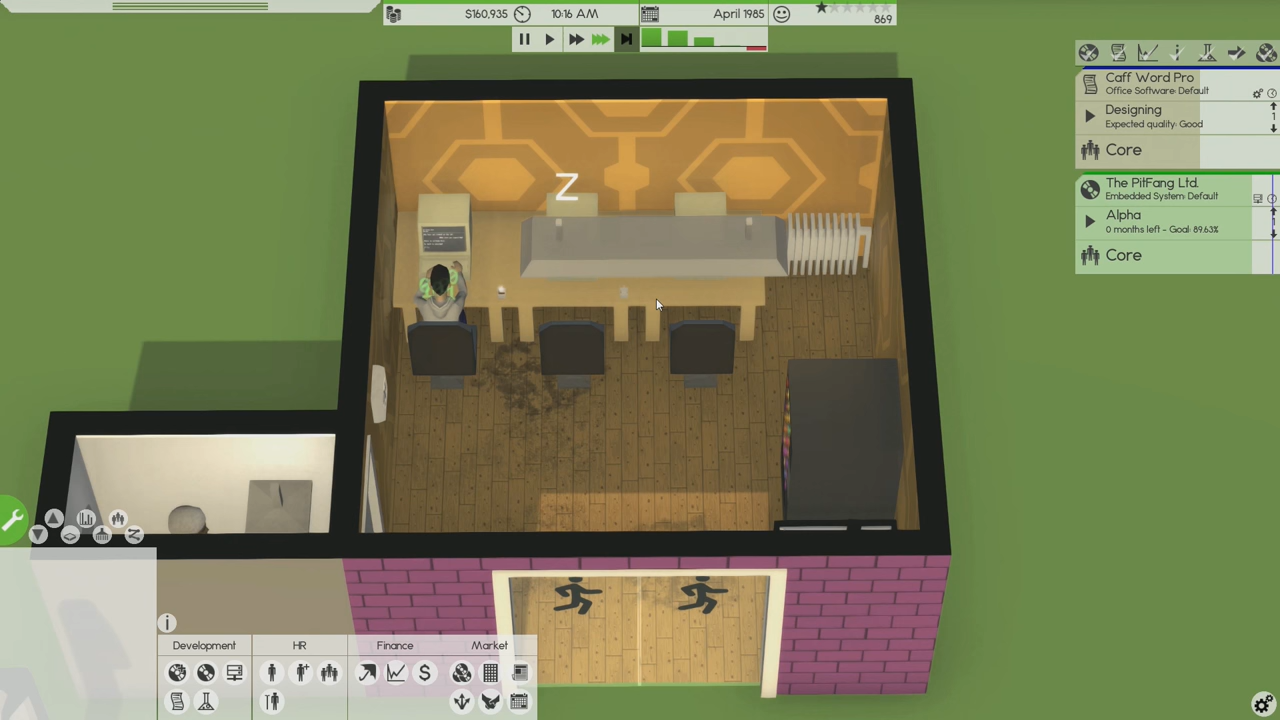 $160,935
10:16 AM
April 1985
869
Caff Word Pro
Office Software: Default
Designing
Expected quality: Good
1
Core
The PitFang Ltd.
Embedded System: Default
Alpha
0 months left - Goal: 89.63%
Core
Z
Development
HR
Finance
Market